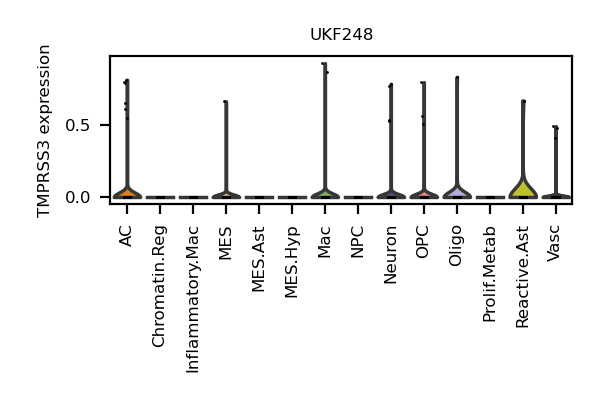 UKF248
TMPRSS3 expression
0.5
0.0
AC
Chromatin.Reg
Inflammatory.Mac
MES
MES.Ast
MES.Hyp
Mac
NPC
Neuron
OPC
Oligo
Prolif.Metab
Reactive.Ast
Vasc